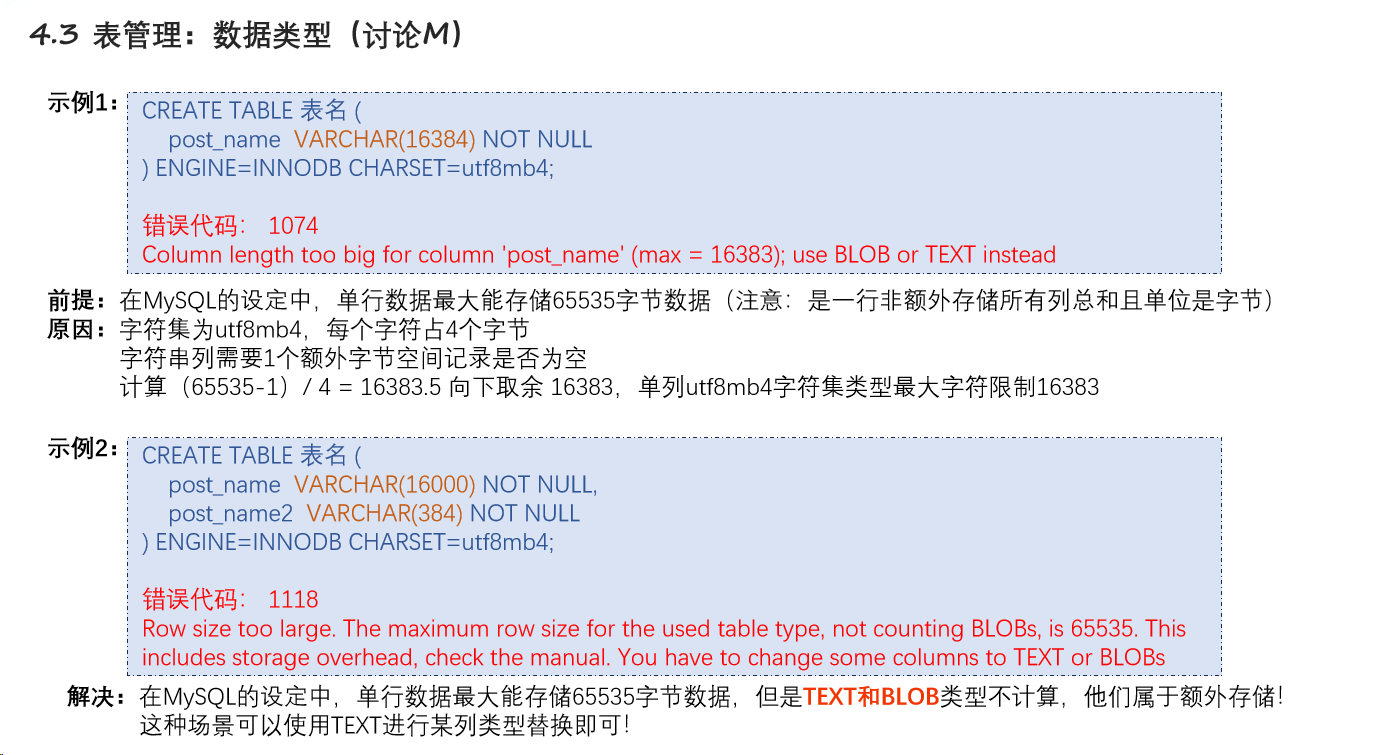 4.3 表管理：数据类型（讨论M）
示例1：
CREATE TABLE 表名 (
post_name VARCHAR(16384) NOT NULL
) ENGINE=INNODB CHARSET=utf8mb4;
错误代码： 1074
Column length too big for column 'post_name' (max = 16383); use BLOB or TEXT instead
前提：在MySQL的设定中，单行数据最大能存储65535字节数据（注意：是一行非额外存储所有列总和且单位是字节）
原因：字符集为utf8mb4，每个字符占4个字节
字符串列需要1个额外字节空间记录是否为空
计算（65535-1）/ 4 = 16383.5 向下取余 16383，单列utf8mb4字符集类型最大字符限制16383
示例2：
CREATE TABLE 表名 (
post_name VARCHAR(16000) NOT NULL,
post_name2 VARCHAR(384) NOT NULL
) ENGINE=INNODB CHARSET=utf8mb4;
错误代码： 1118
Row size too large. The maximum row size for the used table type, not counting BLOBs, is 65535. This
includes storage overhead, check the manual. You have to change some columns to TEXT or BLOBs
解决：在MySQL的设定中，单行数据最大能存储65535字节数据，但是TEXT和BLOB类型不计算，他们属于额外存储！
这种场景可以使用TEXT进行某列类型替换即可！